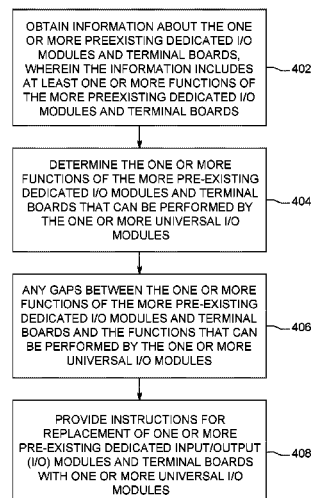 OBTAIN INFORMATION ABOUT THE ONE
OR MORE PREEXISTING DEDICATED I/O
MODULES AND TERMINAL BOARDS,
WHEREIN THE INFORMATION INCLUDES
AT LEAST ONE OR MORE FUNCTIONS OF
THE MORE PREEXISTING DEDICATED I/O
MODULES AND TERMINAL BOARDS
402
DETERMINE THE ONE OR MORE
FUNCTIONS OF THE MORE PRE-EXISTING
DEDICATED I/O MODULES AND TERMINAL
BOARDS THAT CAN BE PERFORMED BY
THE ONE OR MORE UNIVERSAL I/O
MODULES
404
ANY GAPS BETWEEN THE ONE OR MORE
FUNCTIONS OF THE MORE PRE-EXISTING
DEDICATED I/O MODULES AND TERMINAL
BOARDS AND THE FUNCTIONS THAT CAN
BE PERFORMED BY THE ONE OR MORE
UNIVERSAL I/O MODULES
406
PROVIDE INSTRUCTIONS FOR
REPLACEMENT OF ONE OR MORE
PRE-EXISTING DEDICATED INPUT/OUTPUT
(I/O) MODULES AND TERMINAL BOARDS
WITH ONE OR MORE UNIVERSAL I/O
MODULES
408